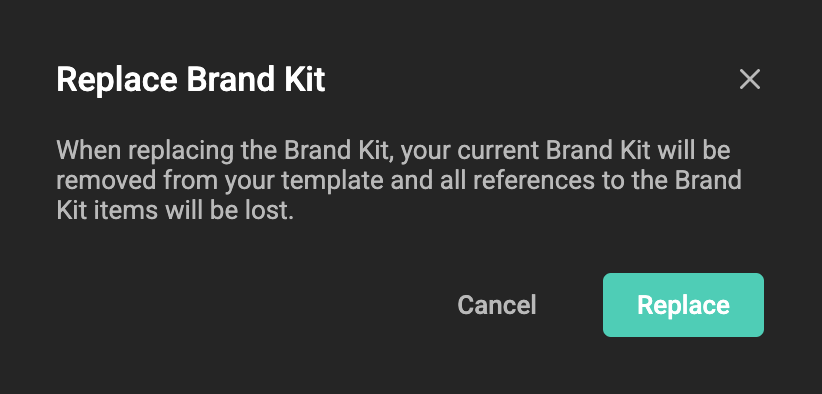 Replace Brand Kit
When replacing the Brand Kit, your current Brand Kit will be
removed from your template and all references to the Brand
Kit items will be lost.
Cancel
Replace